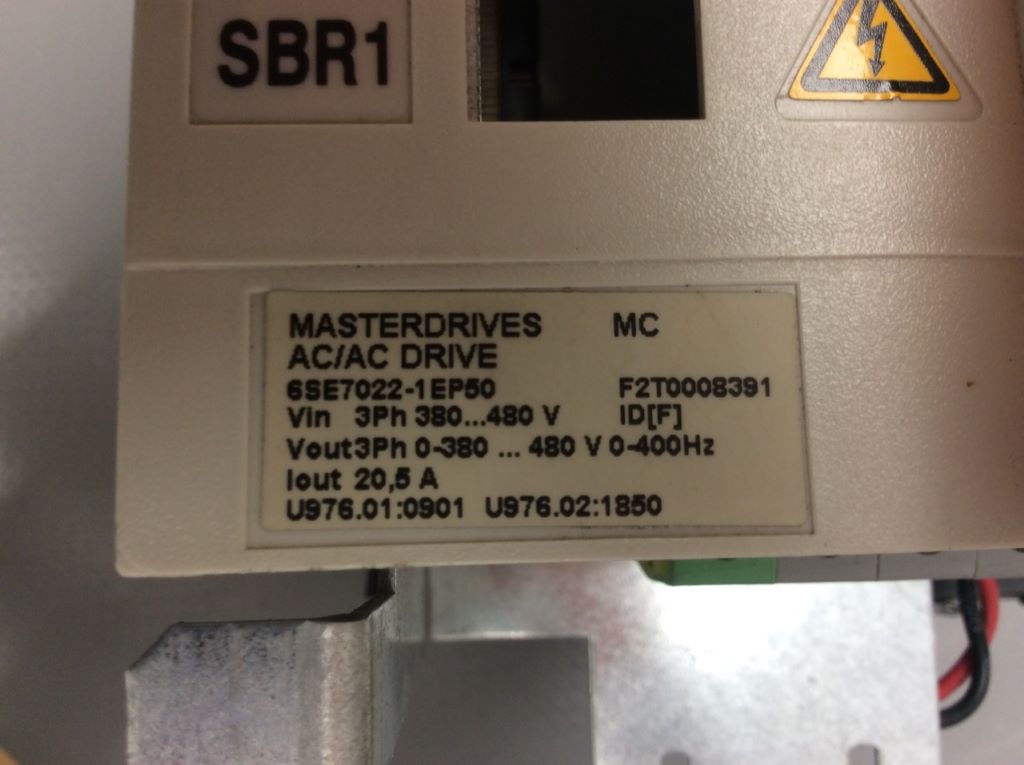 SBR1
MASTERDRIVES MC
AC/AC DRIVE
6SE7022-1EP50 F2T0008391
Vin 3Ph 380...480 V ID[F]
Vout3Ph 0-380 ... 480 V 0-400Hz
Iout 20,5 A
U976.01:0901 U976.02:1850